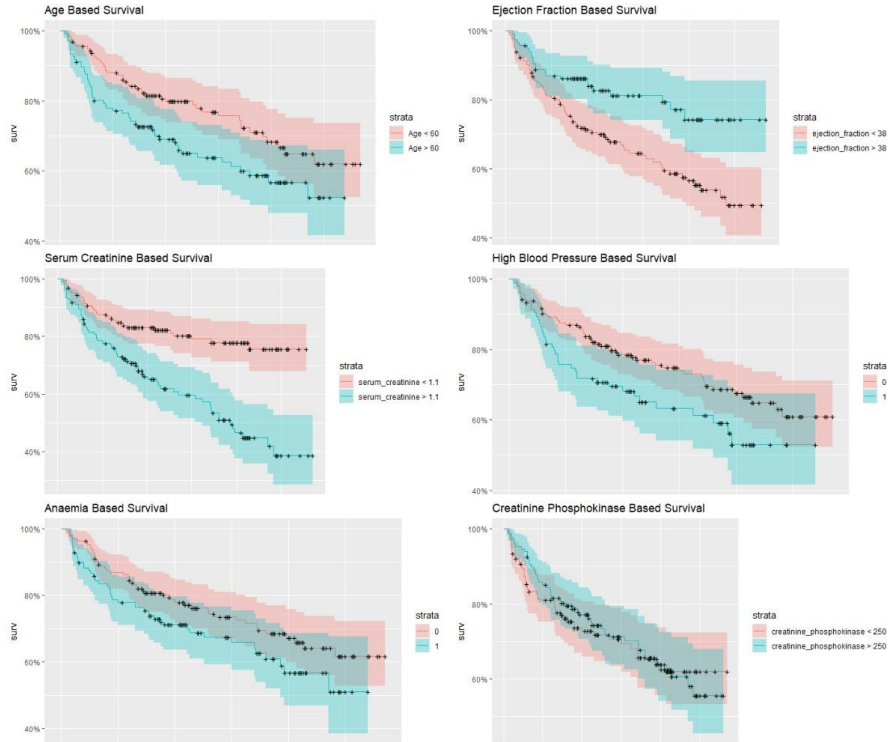 Age Based Survival
100%
80%
60%
40%
surv
strata
Age < 60
Age > 60
Ejection Fraction Based Survival
100%
80%
60%
40%
surv
strata
ejection_fraction < 38
ejection_fraction > 38
Serum Creatinine Based Survival
100%
80%
60%
40%
surv
strata
serum_creatinine < 1.1
serum_creatinine > 1.1
High Blood Pressure Based Survival
100%
80%
60%
40%
surv
strata
0
1
Anaemia Based Survival
100%
80%
60%
40%
surv
strata
0
1
Creatinine Phosphokinase Based Survival
100%
80%
60%
surv
strata
creatinine_phosphokinase < 250
creatinine_phosphokinase > 250